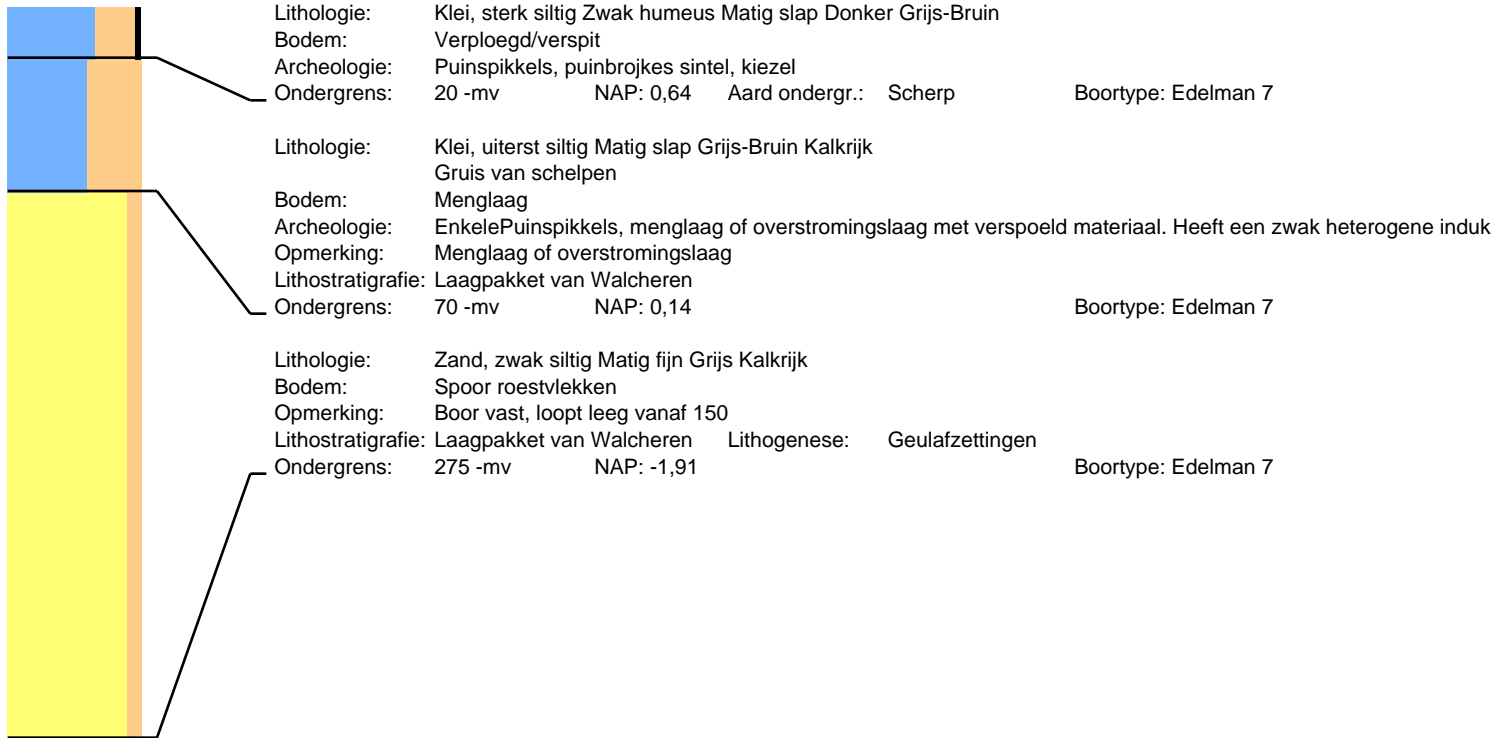 Lithologie: Klei, sterk siltig Zwak humeus Matig slap Donker Grijs-Bruin
Bodem: Verploegd/verspit
Archeologie: Puinspikkels, puinbrojkes sintel, kiezel
Ondergrens: 20 -mv NAP: 0,64 Aard ondergr.: Scherp Boortype: Edelman 7
Lithologie: Klei, uiterst siltig Matig slap Grijs-Bruin Kalkrijk
Gruis van schelpen
Bodem: Menglaag
Archeologie: EnkelePuinspikkels, menglaag of overstromingslaag met verspoeld materiaal. Heeft een zwak heterogene induk
Opmerking: Menglaag of overstromingslaag
Lithostratigrafie: Laagpakket van Walcheren
Ondergrens: 70 -mv NAP: 0,14 Boortype: Edelman 7
Lithologie: Zand, zwak siltig Matig fijn Grijs Kalkrijk
Bodem: Spoor roestvlekken
Opmerking: Boor vast, loopt leeg vanaf 150
Lithostratigrafie: Laagpakket van Walcheren Lithogenese: Geulafzettingen
Ondergrens: 275 -mv NAP: -1,91 Boortype: Edelman 7